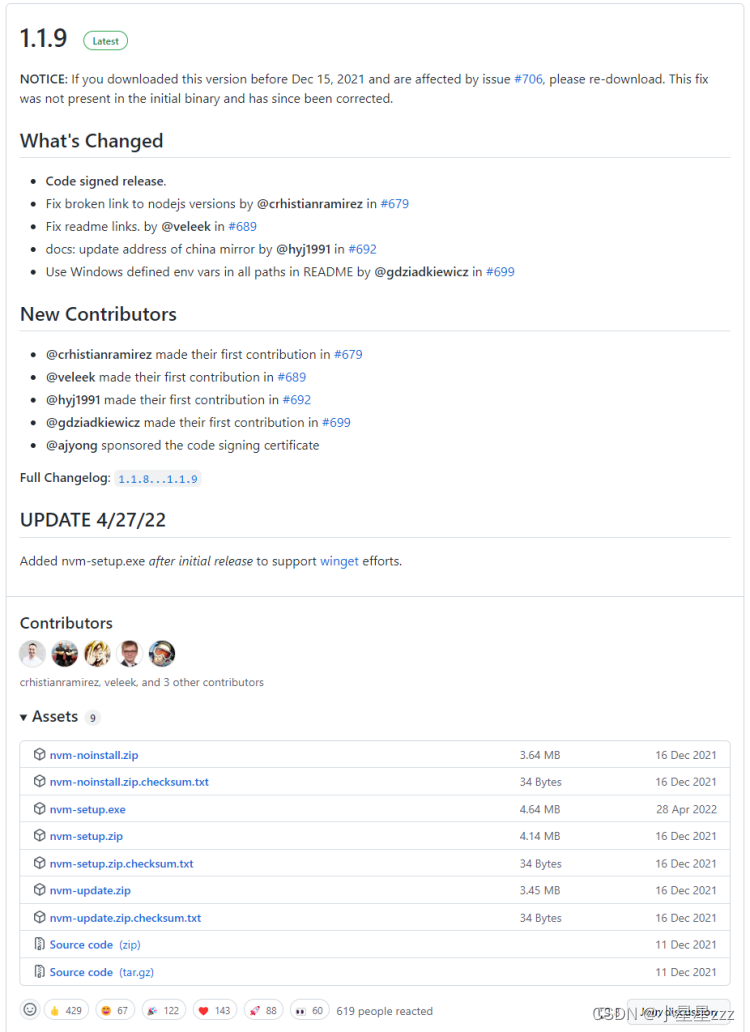 1.1.9 Latest
NOTICE: If you downloaded this version before Dec 15, 2021 and are affected by issue #706, please re-download. This fix
was not present in the initial binary and has since been corrected.
What's Changed
• Code signed release.
• Fix broken link to nodejs versions by @crhistianramirez in #679
• Fix readme links. by @veleek in #689
• docs: update address of china mirror by @hyj1991 in #692
• Use Windows defined env vars in all paths in README by @gdziadkiewicz in #699
New Contributors
• @crhistianramirez made their first contribution in #679
• @veleek made their first contribution in #689
• @hyj1991 made their first contribution in #692
• @gdziadkiewicz made their first contribution in #699
• @ajyong sponsored the code signing certificate
Full Changelog: 1.1.8...1.1.9
UPDATE 4/27/22
Added nvm-setup.exe after initial release to support winget efforts.
Contributors
crhistianramirez, veleek, and 3 other contributors
Assets 9
nvm-noinstall.zip 3.64 MB 16 Dec 2021
nvm-noinstall.zip.checksum.txt 34 Bytes 16 Dec 2021
nvm-setup.exe 4.64 MB 28 Apr 2022
nvm-setup.zip 4.14 MB 16 Dec 2021
nvm-setup.zip.checksum.txt 34 Bytes 16 Dec 2021
nvm-update.zip 3.45 MB 16 Dec 2021
nvm-update.zip.checksum.txt 34 Bytes 16 Dec 2021
Source code (zip) 11 Dec 2021
Source code (tar.gz) 11 Dec 2021
429 67 122 143 88 60 619 people reacted
Join discussion
CSDN @小星星zzz